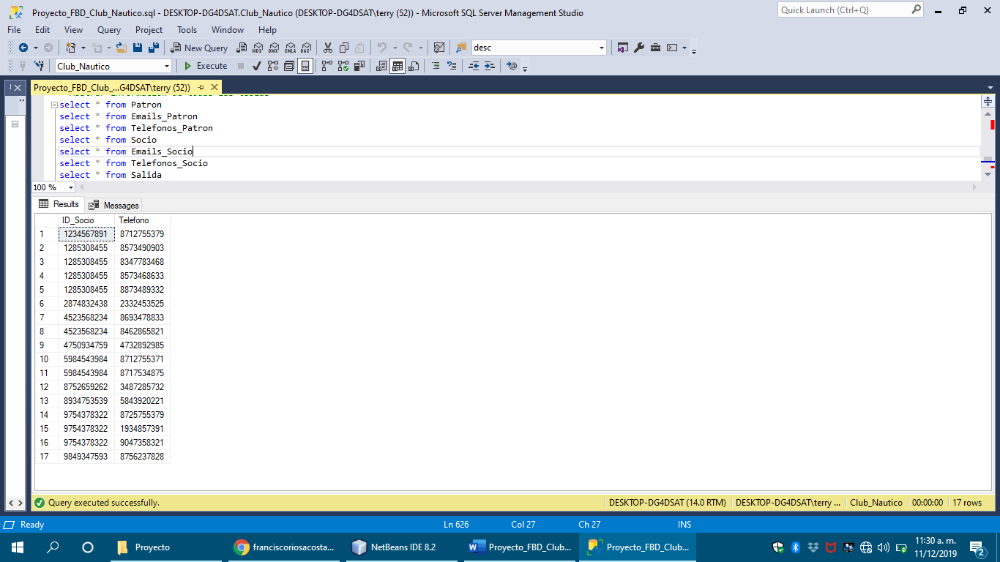 Proyecto_FBD_Club_Nautico.sql - DESKTOP-DG4DSAT.Club_Nautico (DESKTOP-DG4DSAT\terry (52)) - Microsoft SQL Server Management Studio
Quick Launch (Ctrl+Q)
File Edit View Query Project Tools Window Help
New Query MDX DMX XMLA DAX desc
Club_Nautico Execute
Proyecto_FBD_Club_...G4DSAT\terry (52))
select * from Patron
select * from Emails_Patron
select * from Telefonos_Patron
select * from Socio
select * from Emails_Socio
select * from Telefonos_Socio
select * from Salida
100 %
Results Messages
ID_Socio Telefono
1 1234567891 8712755379
2 1285308455 8573490903
3 1285308455 8347783468
4 1285308455 8573468633
5 1285308455 8873489332
6 2874832438 2332453525
7 4523568234 8693478833
8 4523568234 8462865821
9 4750934759 4732892985
10 5984543984 8712755371
11 5984543984 8717534875
12 8752659262 3487285732
13 8934753539 5843920221
14 9754378322 8725755379
15 9754378322 1934857391
16 9754378322 9047358321
17 9849347593 8756237828
Query executed successfully. DESKTOP-DG4DSAT (14.0 RTM) DESKTOP-DG4DSAT\terry ... Club_Nautico 00:00:00 17 rows
Ready Ln 626 Col 27 Ch 27 INS
Proyecto franciscoriosacosta... NetBeans IDE 8.2 Proyecto_FBD_Club... Proyecto_FBD_Club... 11:30 a. m.
11/12/2019 2